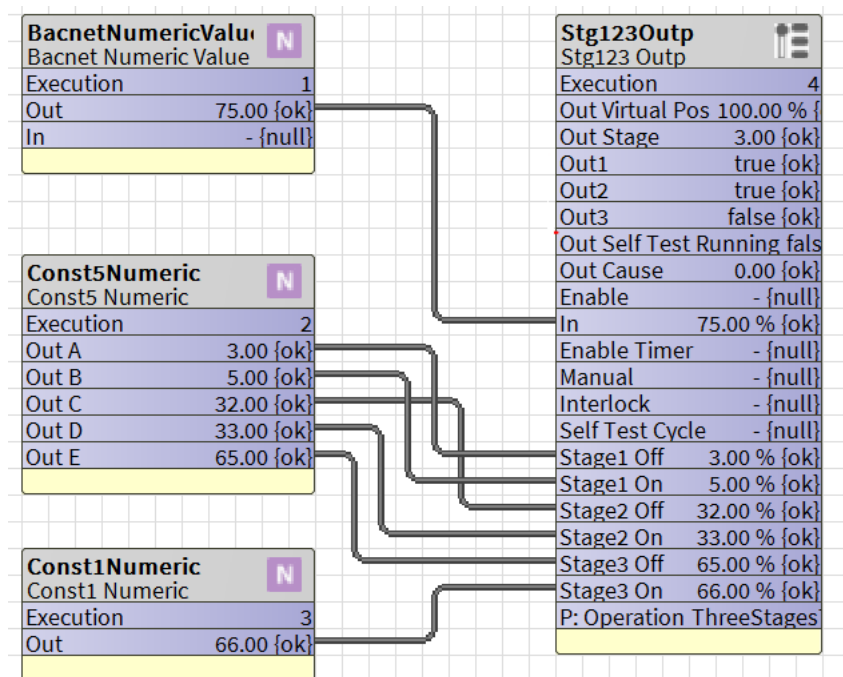 BacnetNumericValu N
Bacnet Numeric Value
Execution 1
Out 75.00 {ok}
In - {null}
Const5Numeric N
Const5 Numeric
Execution 2
Out A 3.00 {ok}
Out B 5.00 {ok}
Out C 32.00 {ok}
Out D 33.00 {ok}
Out E 65.00 {ok}
Const1Numeric N
Const1 Numeric
Execution 3
Out 66.00 {ok}
Stg123Outp
Stg123 Outp
Execution 4
Out Virtual Pos 100.00 % {
Out Stage 3.00 {ok}
Out1 true {ok}
Out2 true {ok}
Out3 false {ok}
Out Self Test Running fals
Out Cause 0.00 {ok}
Enable - {null}
In 75.00 % {ok}
Enable Timer - {null}
Manual - {null}
Interlock - {null}
Self Test Cycle - {null}
Stage1 Off 3.00 % {ok}
Stage1 On 5.00 % {ok}
Stage2 Off 32.00 % {ok}
Stage2 On 33.00 % {ok}
Stage3 Off 65.00 % {ok}
Stage3 On 66.00 % {ok}
P: Operation ThreeStages